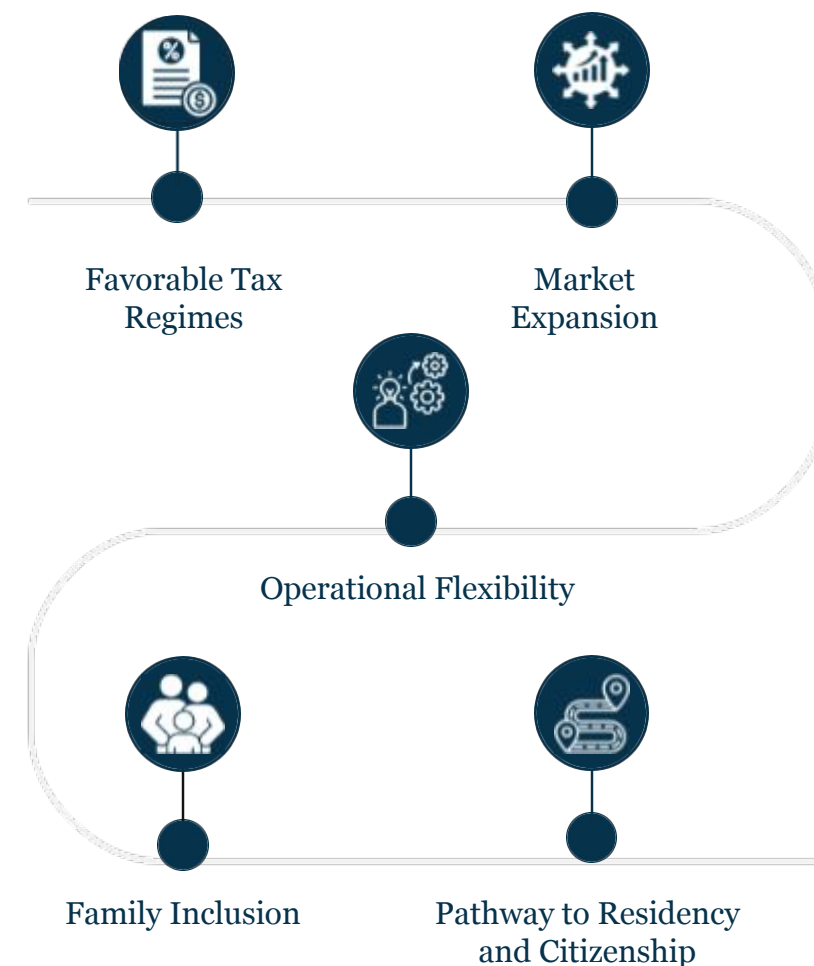 Favorable Tax
Regimes
Market
Expansion
Operational Flexibility
Family Inclusion
Pathway to Residency
and Citizenship